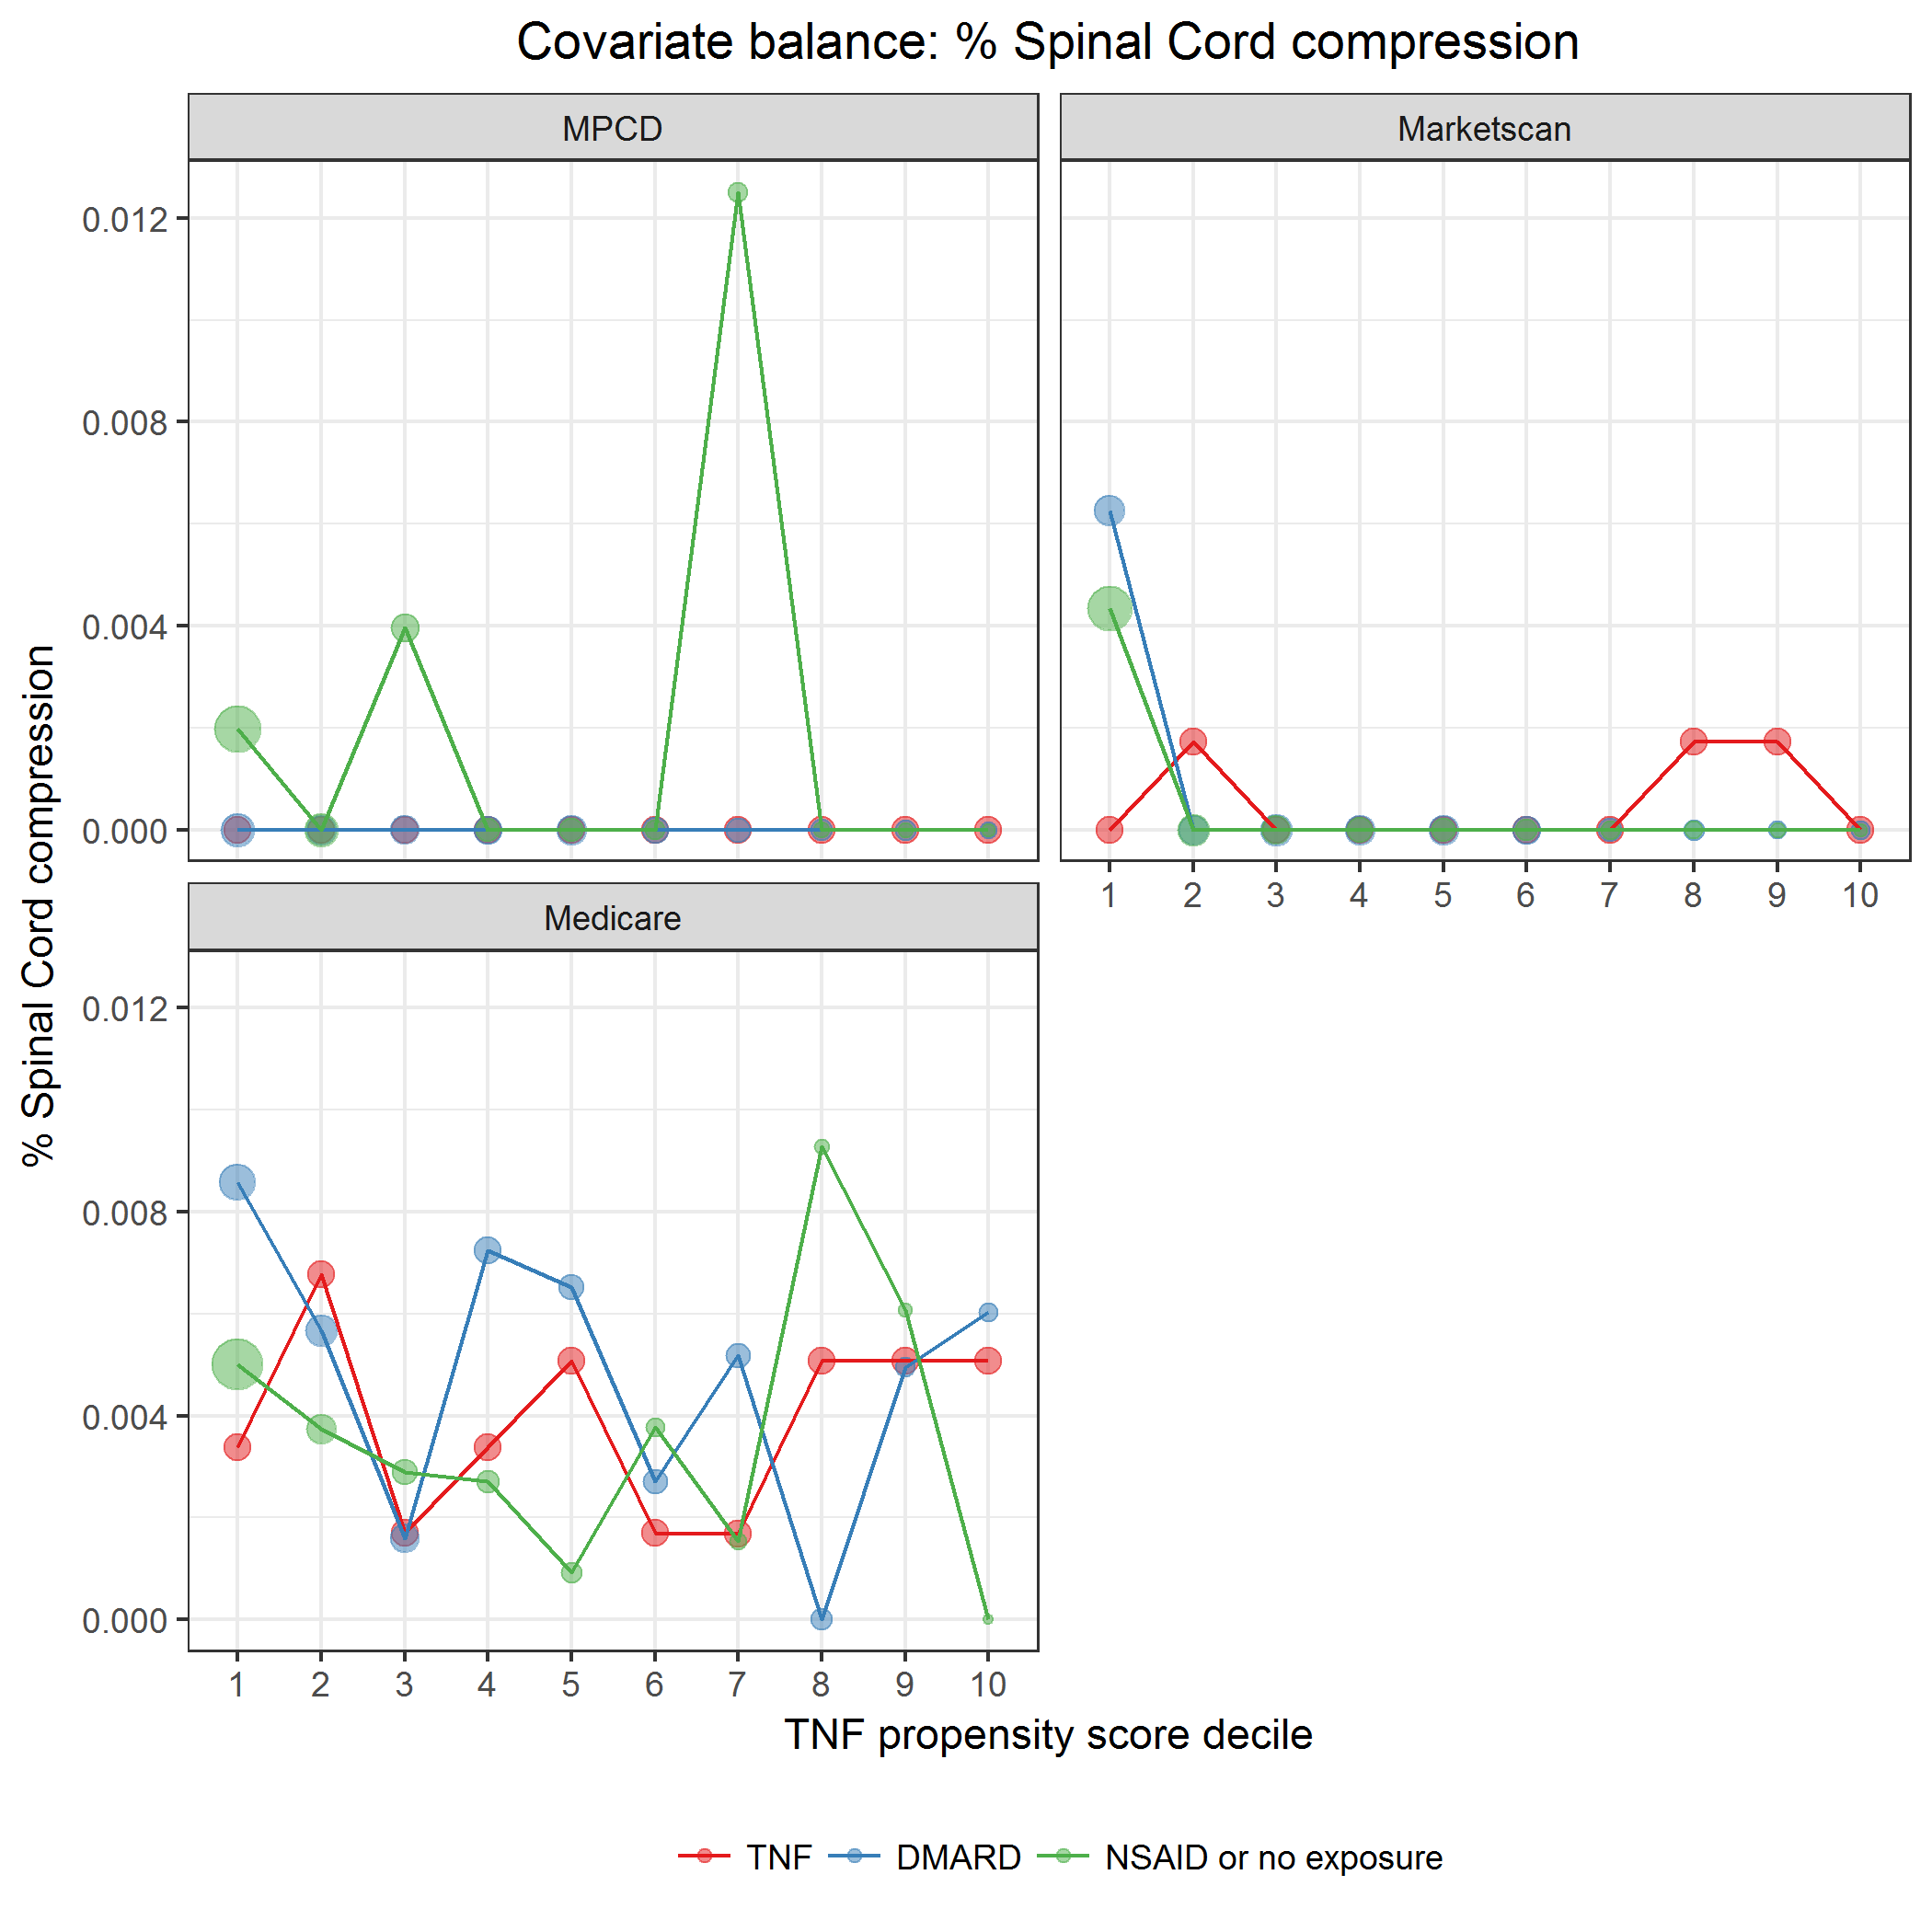 Covariate balance: % Spinal Cord compression
MPCD
Marketscan
0.012
0.008
0.004
0.000
1 2 3 4 5 6 7 8 9 10
Medicare
0.012
0.008
0.004
0.000
1 2 3 4 5 6 7 8 9 10
% Spinal Cord compression
TNF propensity score decile
TNF DMARD NSAID or no exposure